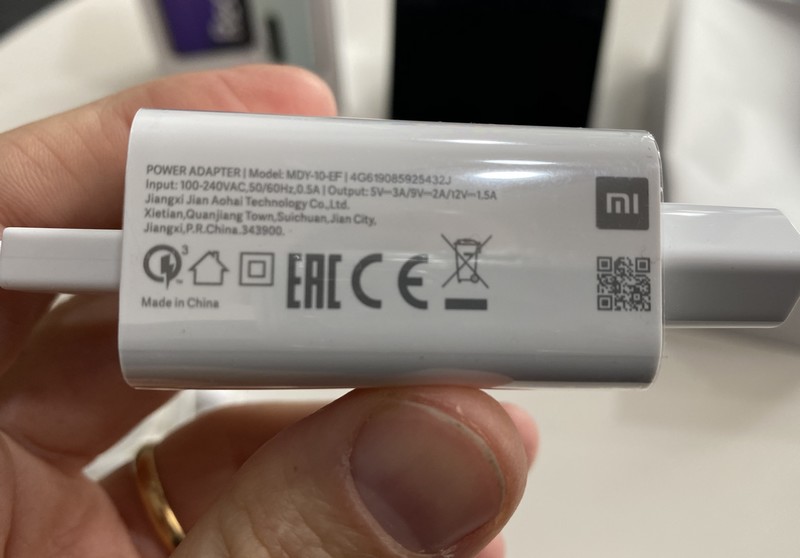 POWER ADAPTER | Model: MDY-10-EF | 4G619085925432J
Input: 100-240VAC,50/60Hz,0.5A | Output: 5V⎓3A/9V⎓2A/12V⎓1.5A
Jiangxi Jian Aohai Technology Co.,Ltd.
Xietian,Quanjiang Town,Suichuan,Jian City,
Jiangxi,P.R.China.343900.
mi
3
TM
EAC CE
Made in China